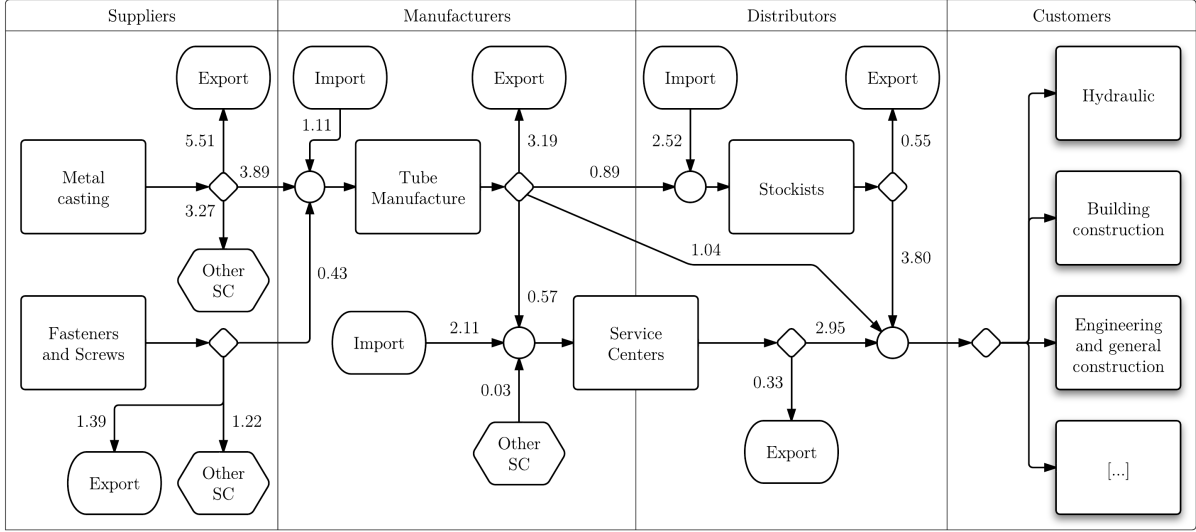 Suppliers
Manufacturers
Distributors
Customers
Export
Import
Export
Import
Export
Hydraulic
5.51
1.11
3.19
2.52
0.55
Metal
casting
3.89
Tube
Manufacture
0.89
Stockists
Building
construction
3.27
Other
SC
0.43
1.04
3.80
Fasteners
and Screws
Import
2.11
0.57
Service
Centers
2.95
Engineering
and general
construction
0.03
0.33
1.39
1.22
Export
Other
SC
Other
SC
Export
[...]